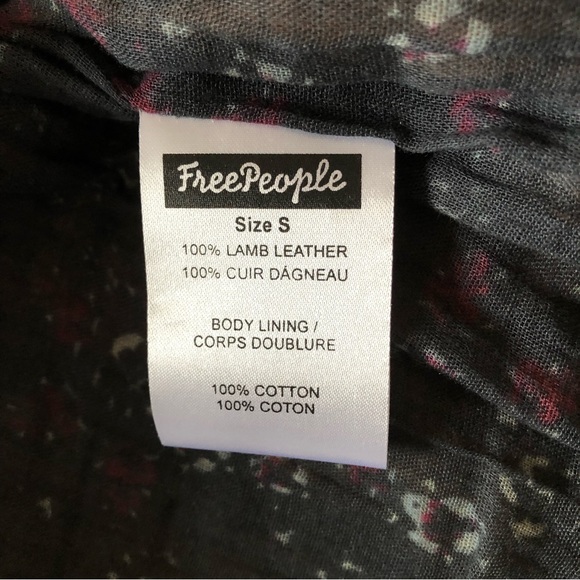 FreePeople
Size S
100% LAMB LEATHER
100% CUIR DÁGNEAU
BODY LINING /
CORPS DOUBLURE
100% COTTON
100% COTON